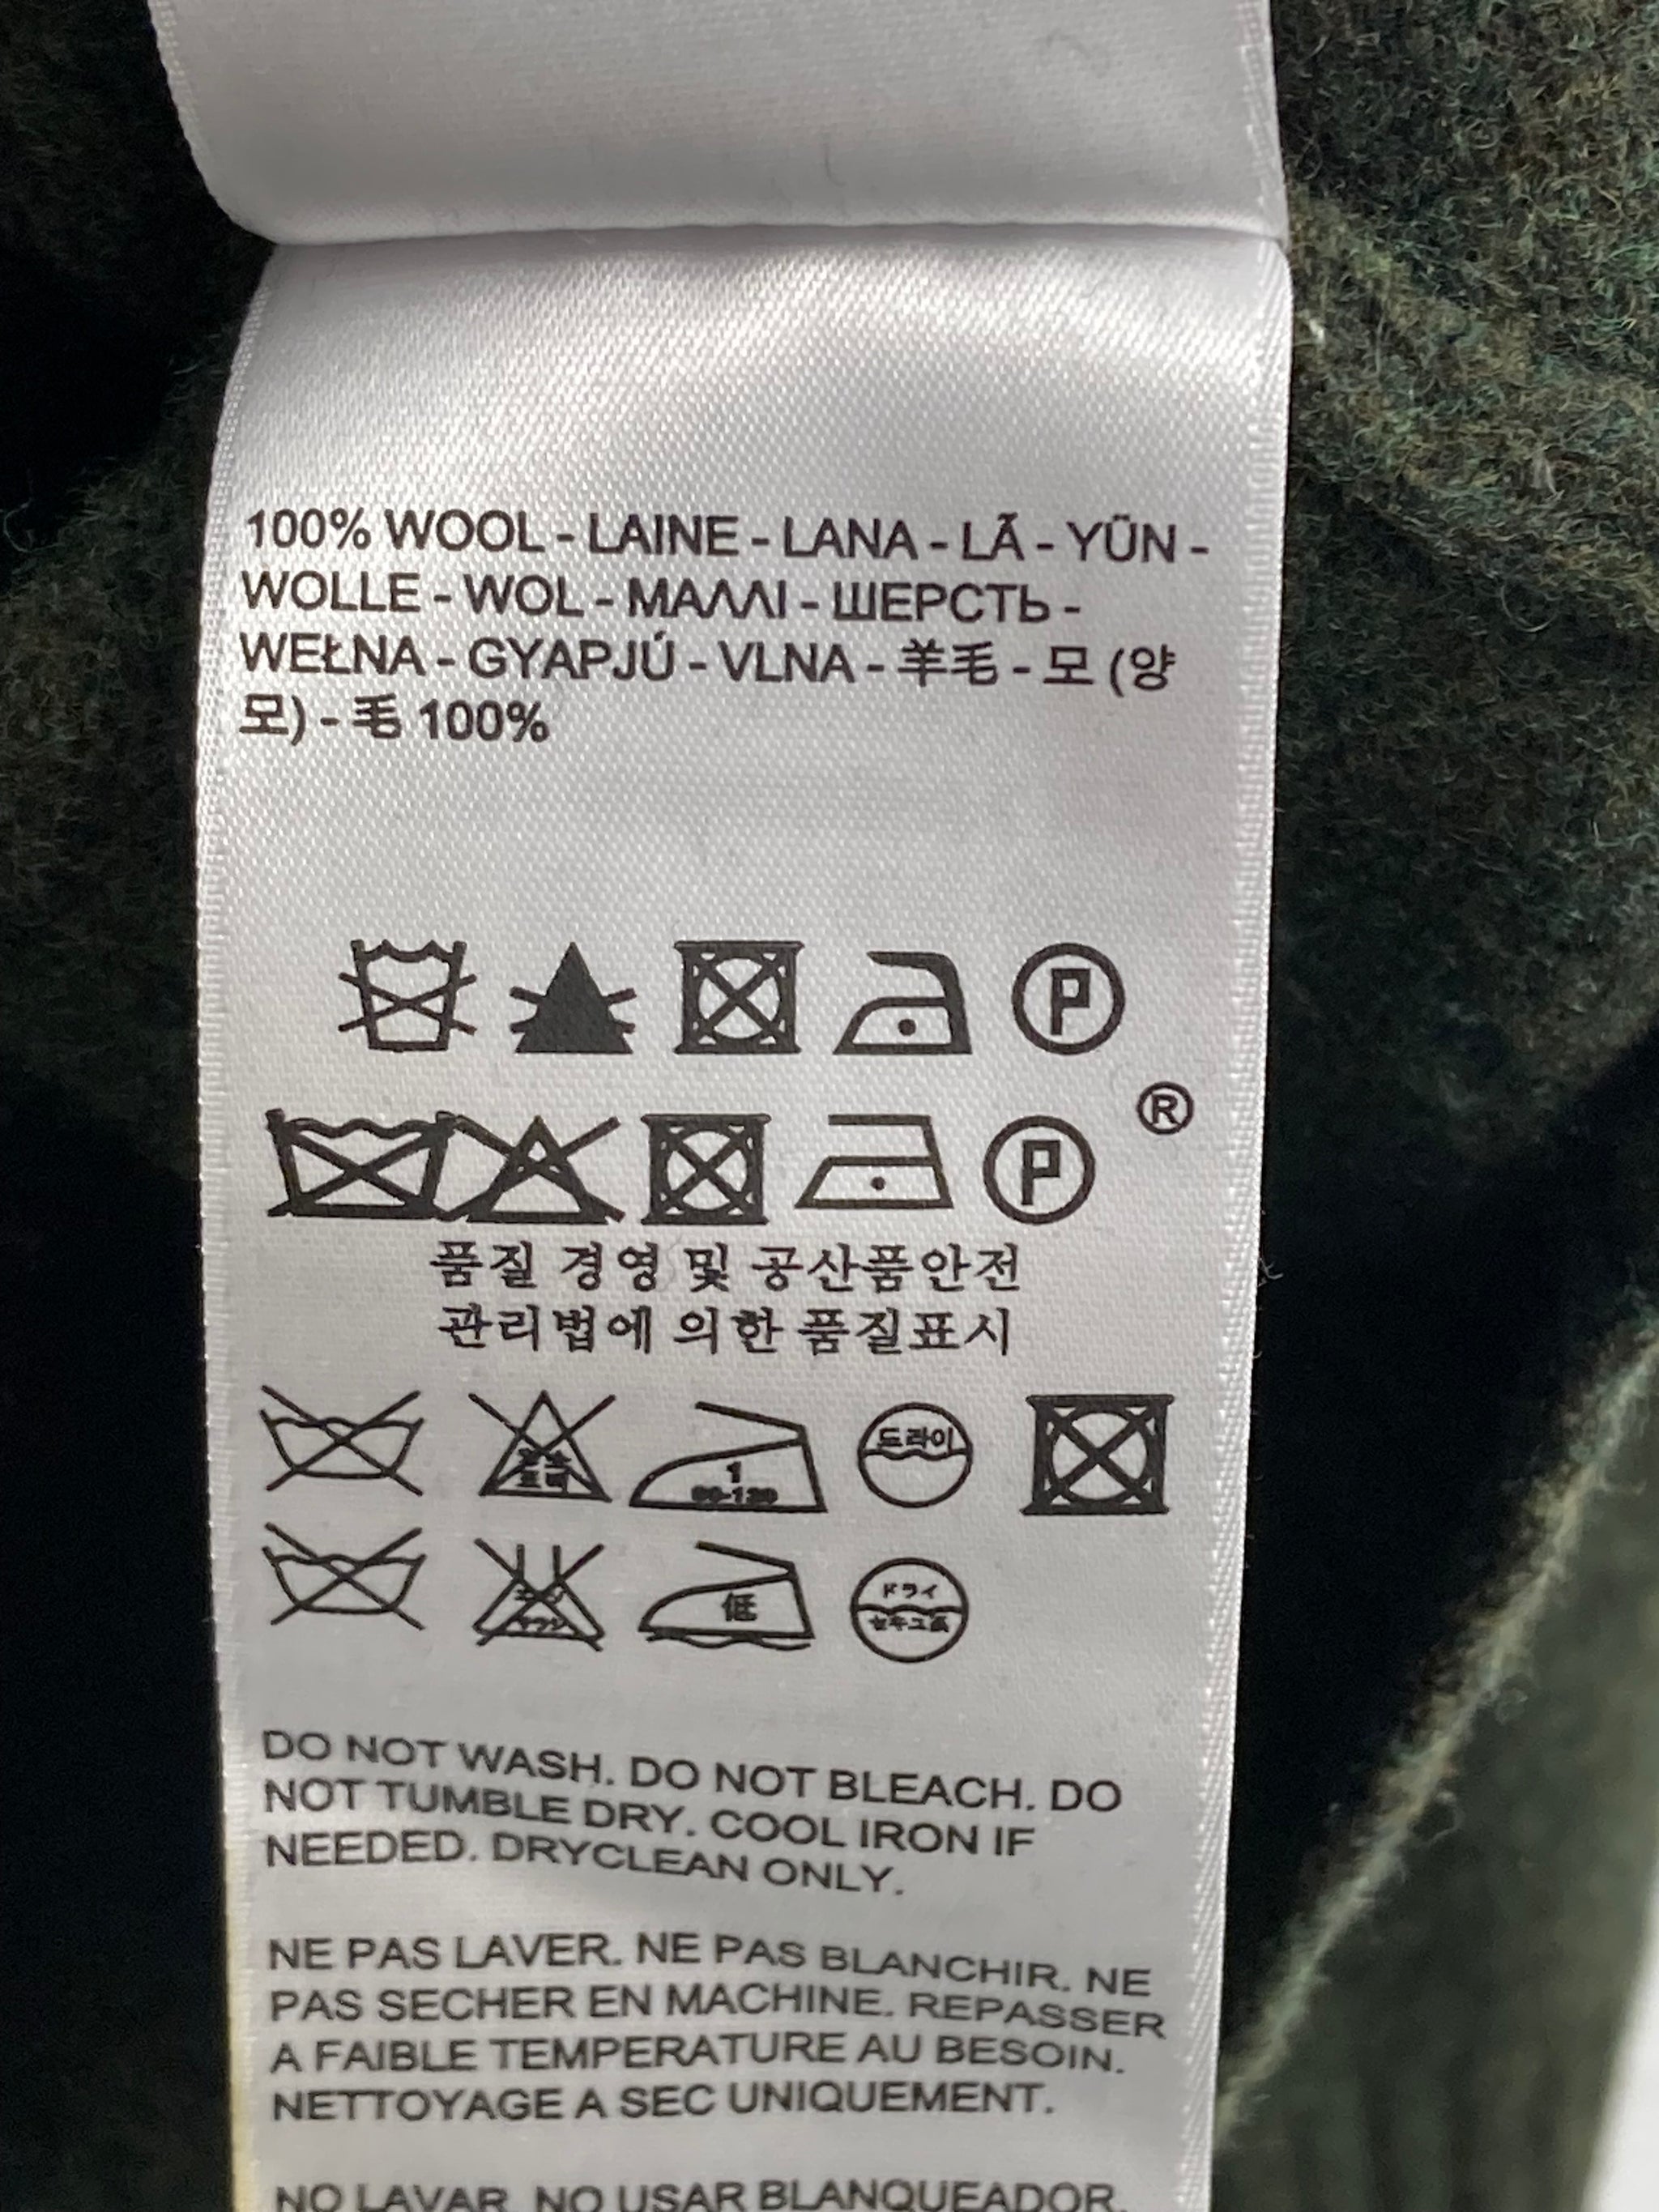 100% WOOL - LAINE - LANA - LÃ - YÜN -
WOLLE - WOL - ΜΑΛΛΙ - ШЕРСТЬ -
WEŁNA - GYAPJÚ - VLNA - 羊毛 - 모 (양
모) - 毛 100%
P
®
P
품질 경영 및 공산품안전
관리법에 의한 품질표시
1
드라이
低
ドライ
DO NOT WASH. DO NOT BLEACH. DO
NOT TUMBLE DRY. COOL IRON IF
NEEDED. DRYCLEAN ONLY.
NE PAS LAVER. NE PAS BLANCHIR. NE
PAS SECHER EN MACHINE. REPASSER
A FAIBLE TEMPERATURE AU BESOIN.
NETTOYAGE A SEC UNIQUEMENT.
NO LAVAR. NO USAR BLANQUEADOR.